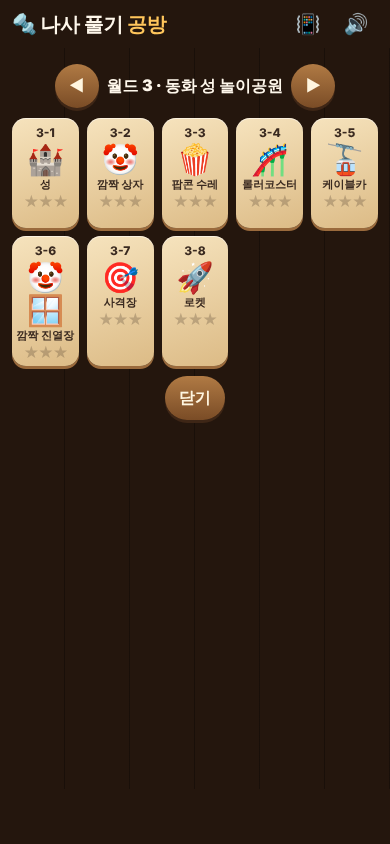 나사 풀기 공방
월드 3 · 동화 성 놀이공원
3-1
성
3-2
깜짝 상자
3-3
팝콘 수레
3-4
롤러코스터
3-5
케이블카
3-6
깜짝 진열장
3-7
사격장
3-8
로켓
닫기